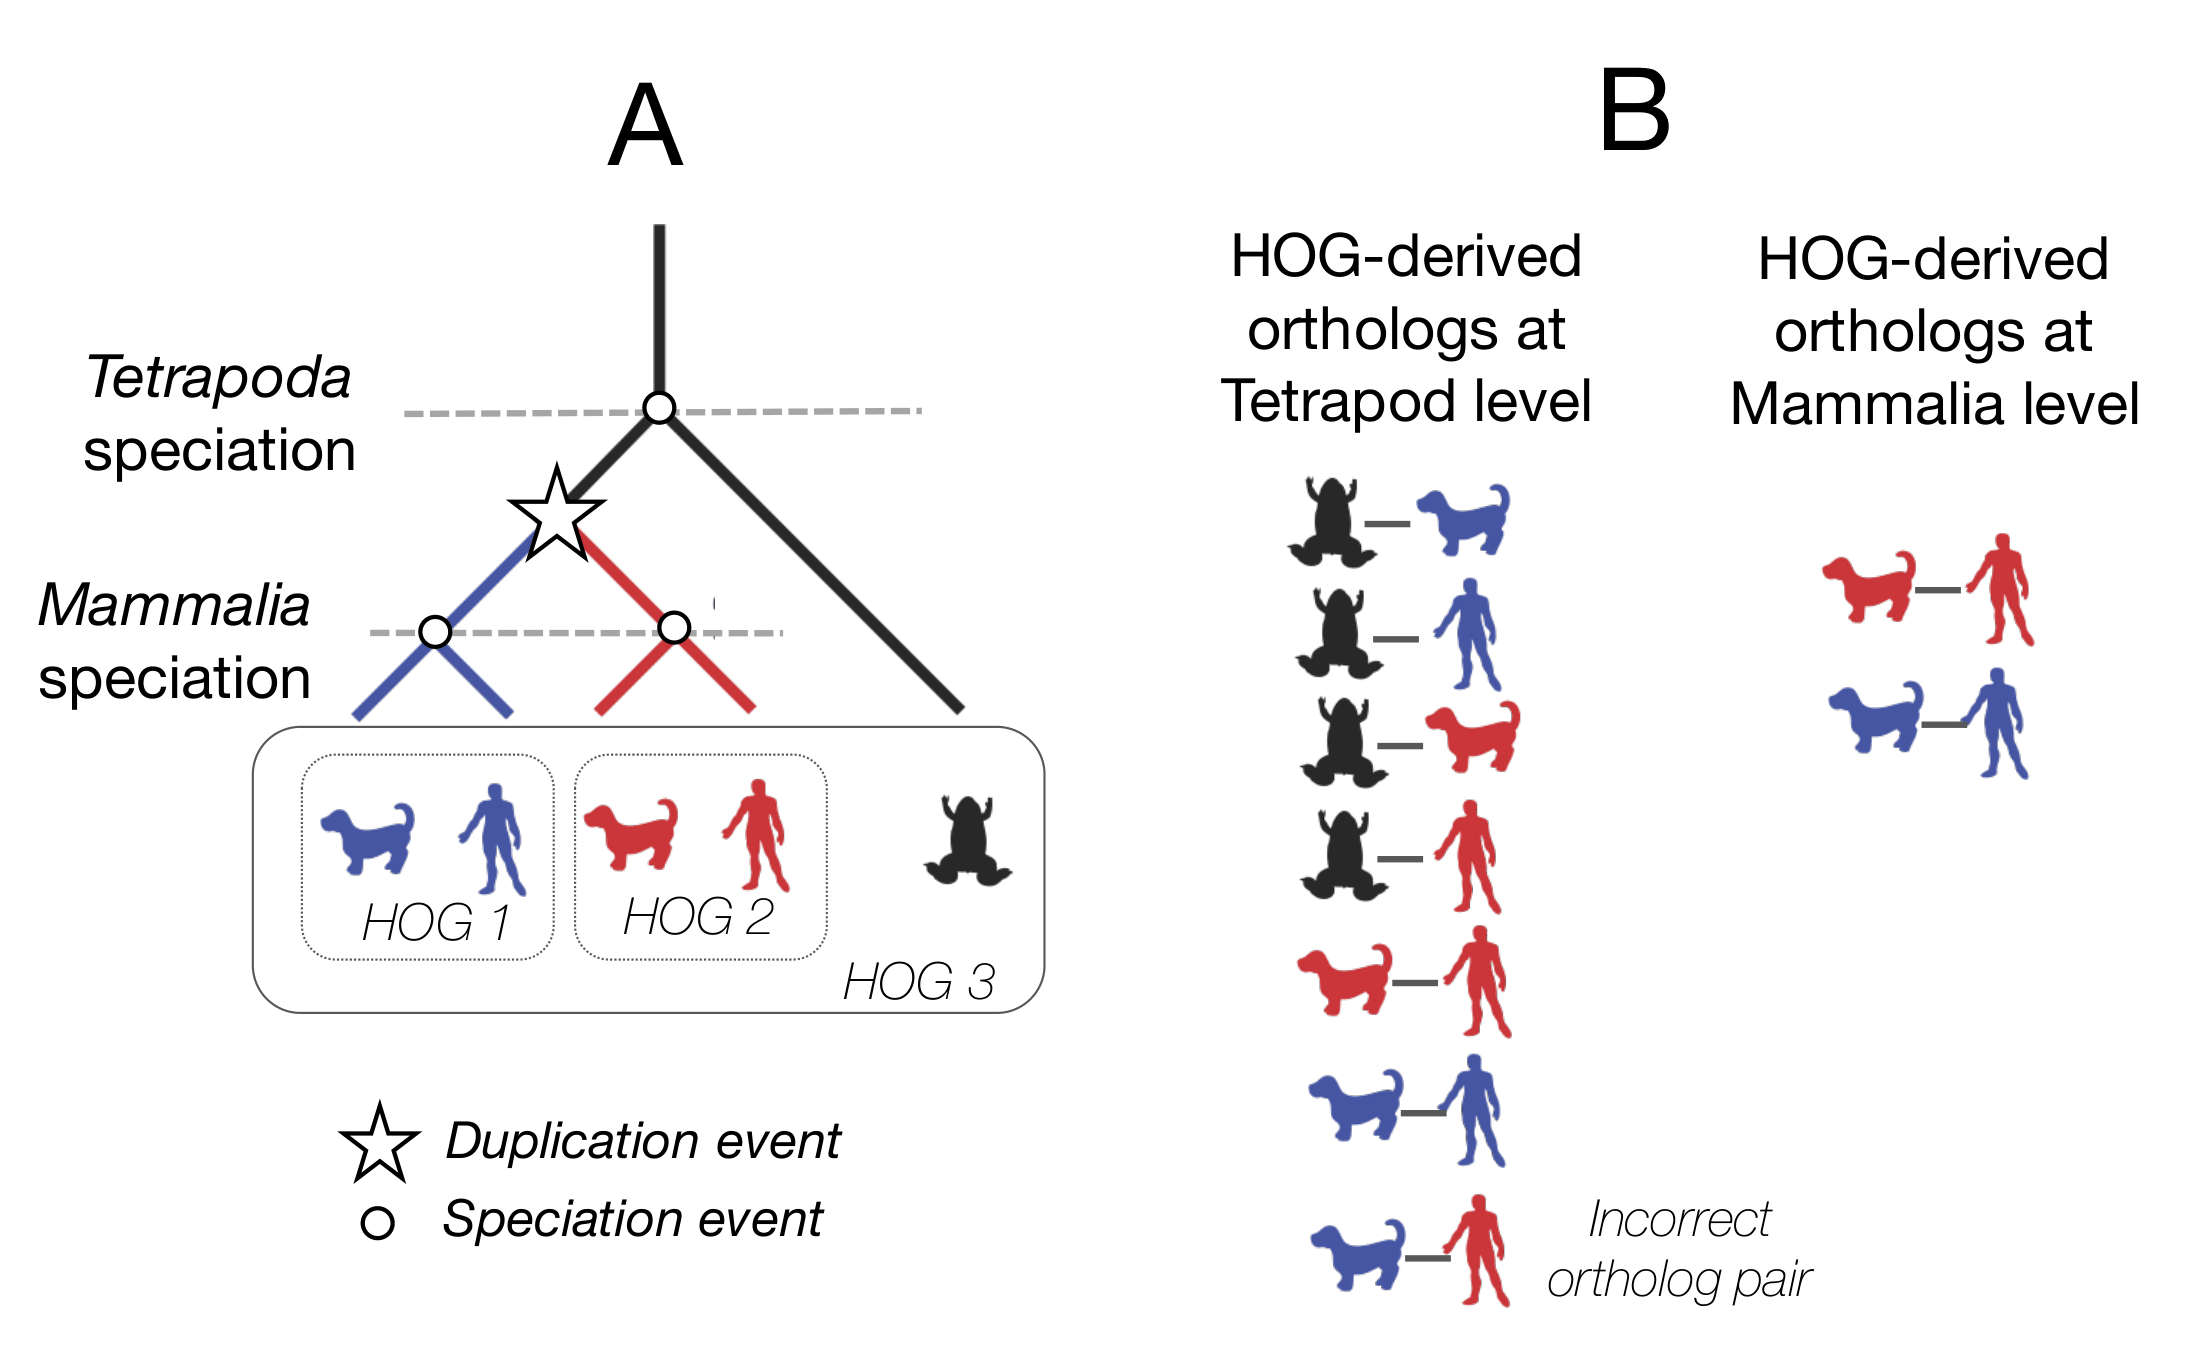 A
Tetrapoda
speciation
Mammalia
speciation
HOG 1
HOG 2
HOG 3
Duplication event
Speciation event
B
HOG-derived
orthologs at
Tetrapod level
HOG-derived
orthologs at
Mammalia level
Incorrect
ortholog pair